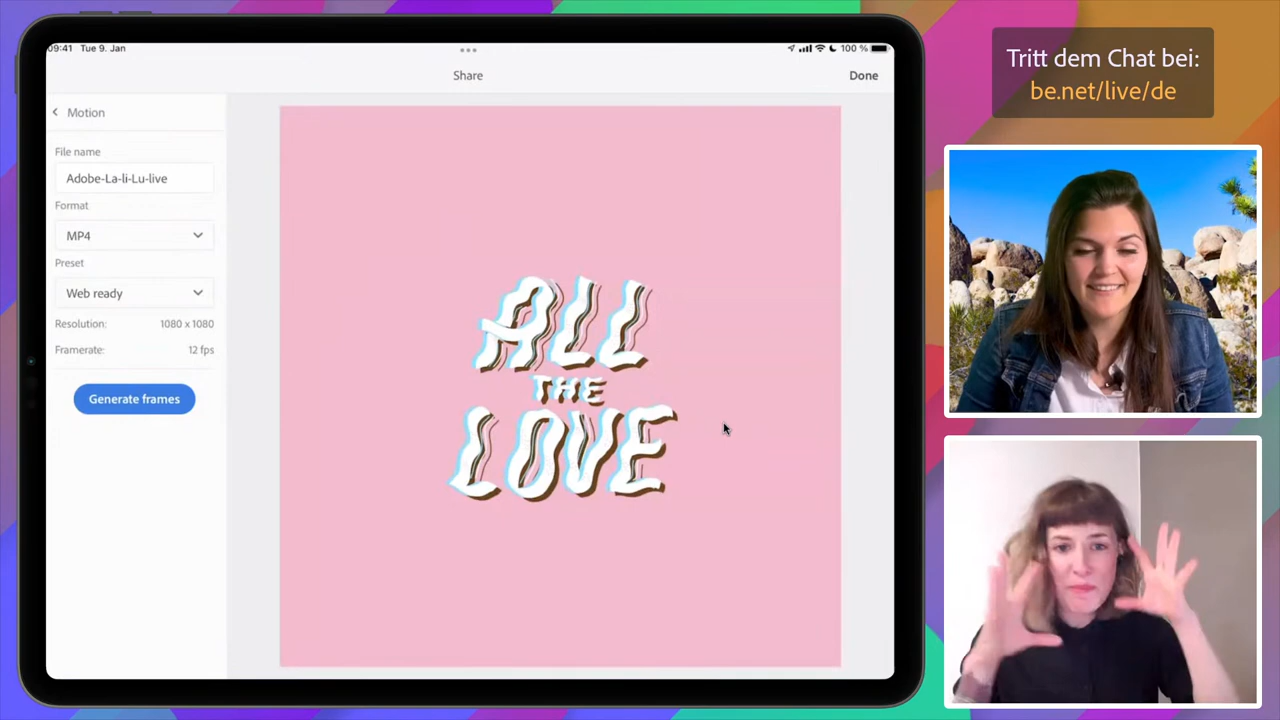 09:41 Tue 9. Jan
100 %
Share
Done
Motion
File name
Adobe-La-li-Lu-live
Format
MP4
Preset
Web ready
Resolution: 1080 x 1080
Framerate: 12 fps
Generate frames
ALL
THE
LOVE
Tritt dem Chat bei:
be.net/live/de